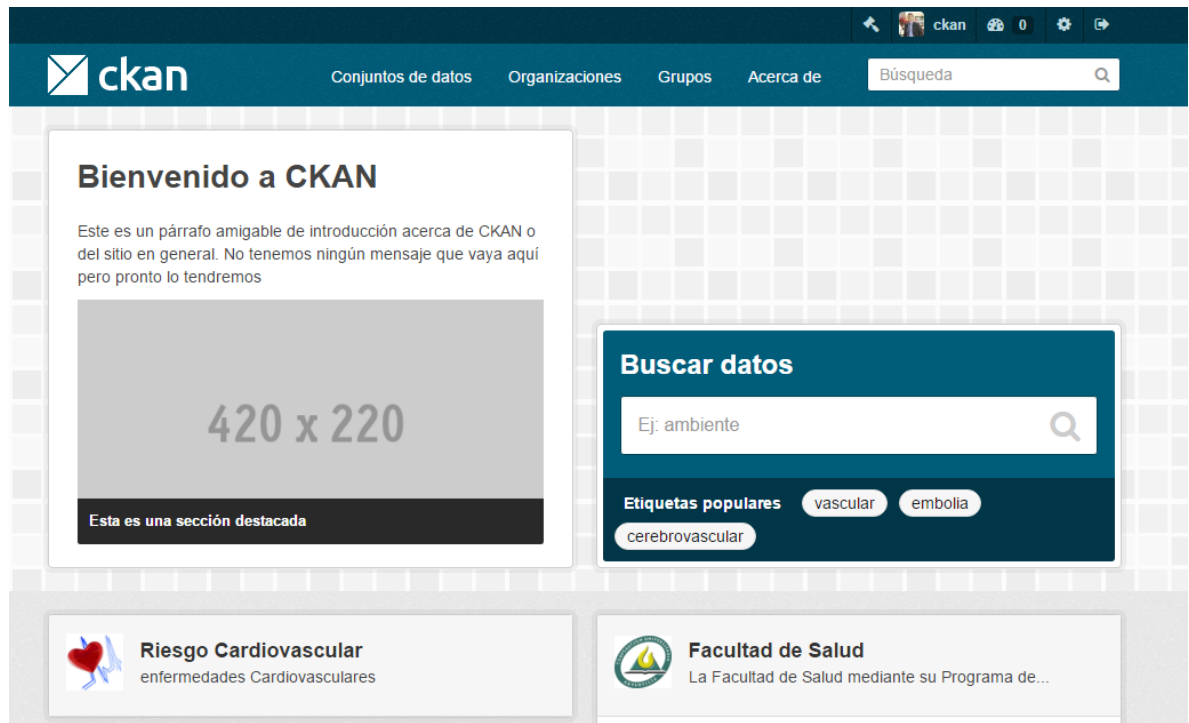 ckan 0
ckan
Conjuntos de datos Organizaciones Grupos Acerca de Búsqueda
Bienvenido a CKAN
Este es un párrafo amigable de introducción acerca de CKAN o
del sitio en general. No tenemos ningún mensaje que vaya aquí
pero pronto lo tendremos
420 x 220
Esta es una sección destacada
Buscar datos
Ej: ambiente
Etiquetas populares vascular embolia
cerebrovascular
Riesgo Cardiovascular
enfermedades Cardiovasculares
Facultad de Salud
La Facultad de Salud mediante su Programa de...